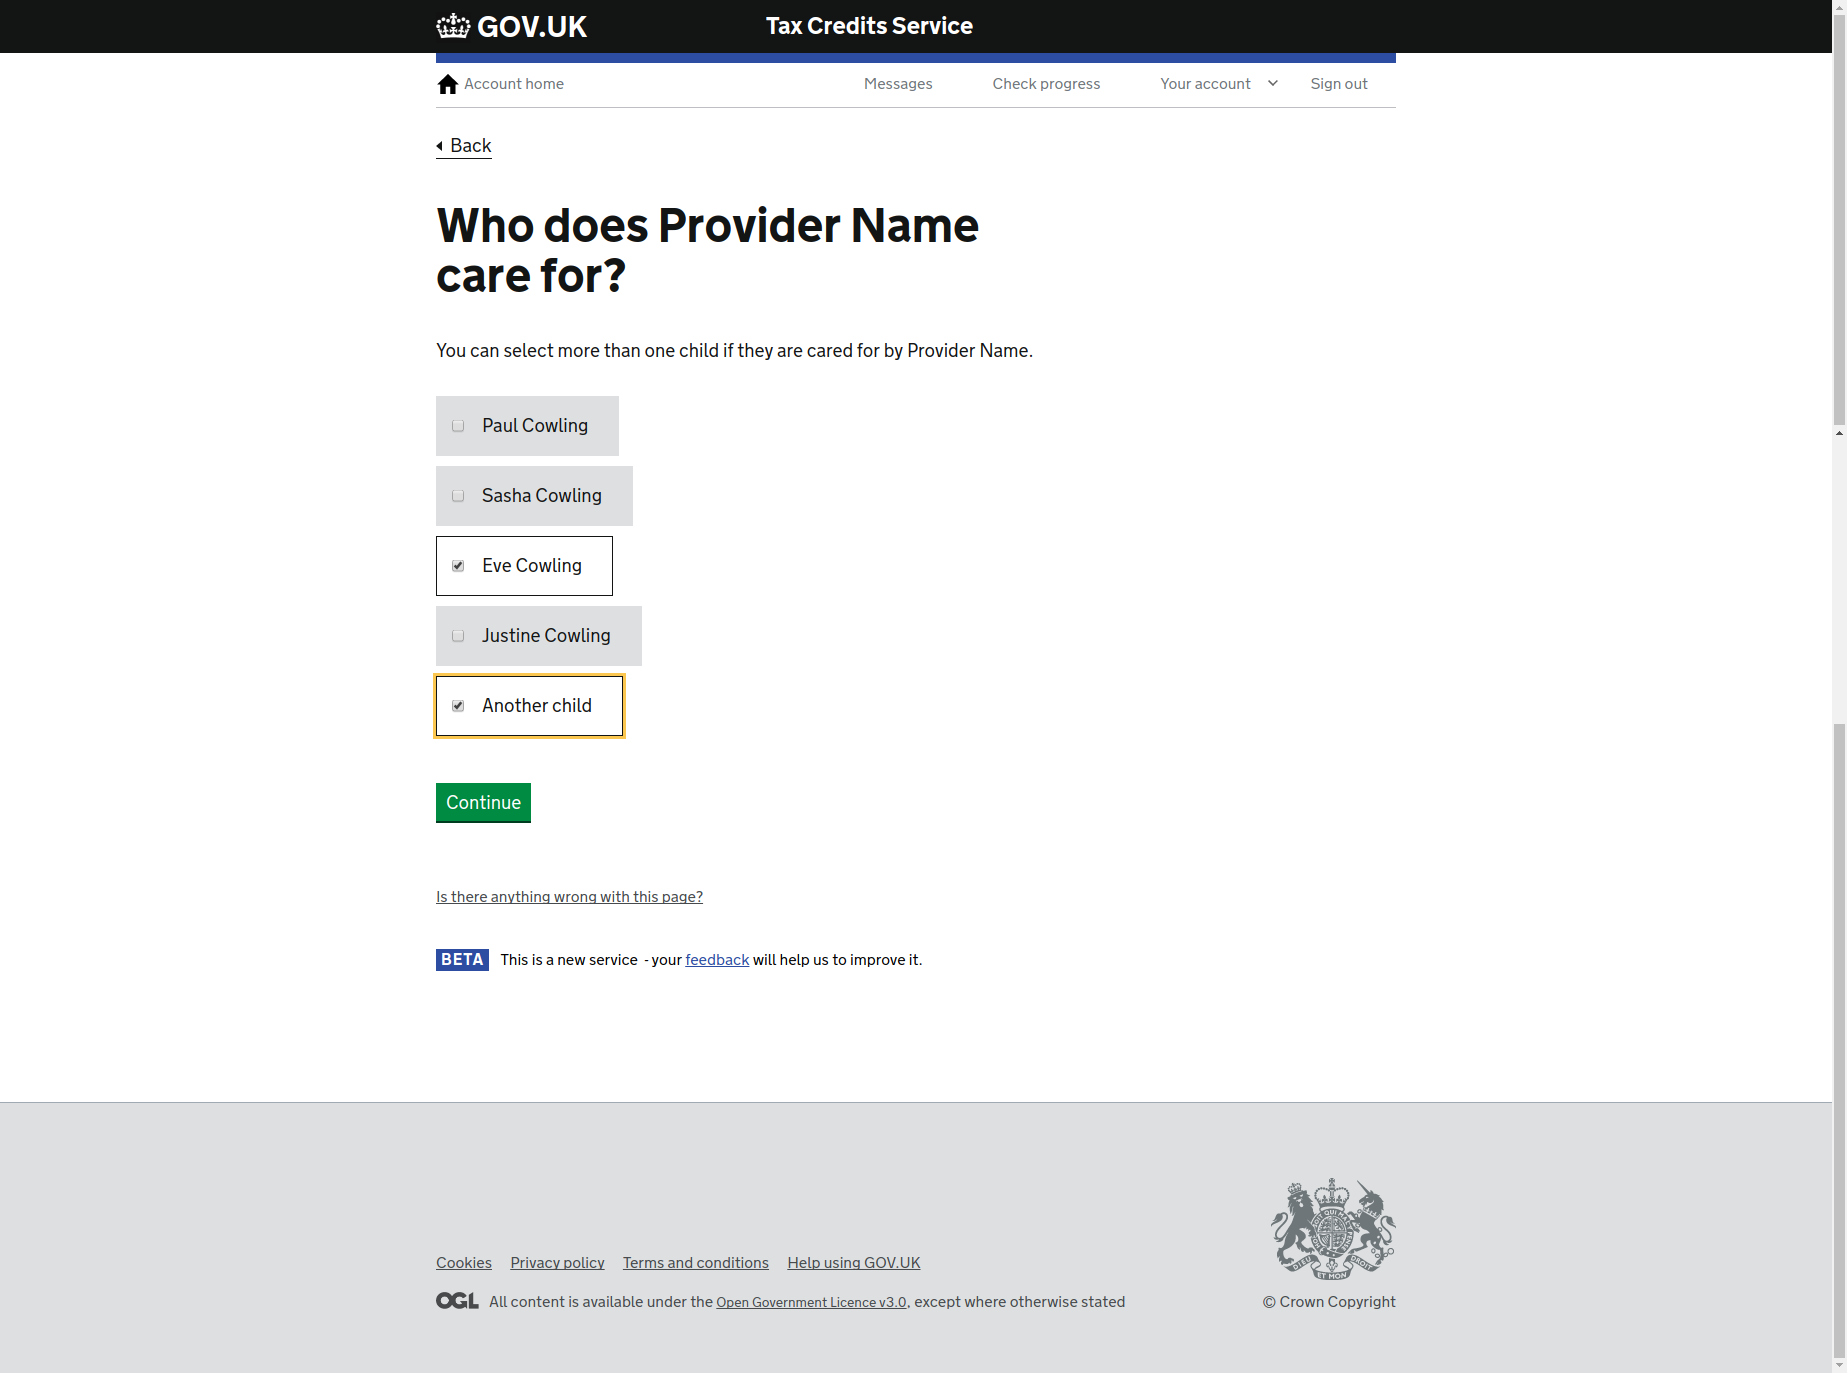 GOV.UK
Tax Credits Service
Account home
Messages
Check progress
Your account
Sign out
Back
Who does Provider Name
care for?
You can select more than one child if they are cared for by Provider Name.
Paul Cowling
Sasha Cowling
Eve Cowling
Justine Cowling
Another child
Continue
Is there anything wrong with this page?
BETA This is a new service - your feedback will help us to improve it.
Cookies Privacy policy Terms and conditions Help using GOV.UK
OGL All content is available under the Open Government Licence v3.0, except where otherwise stated
© Crown Copyright